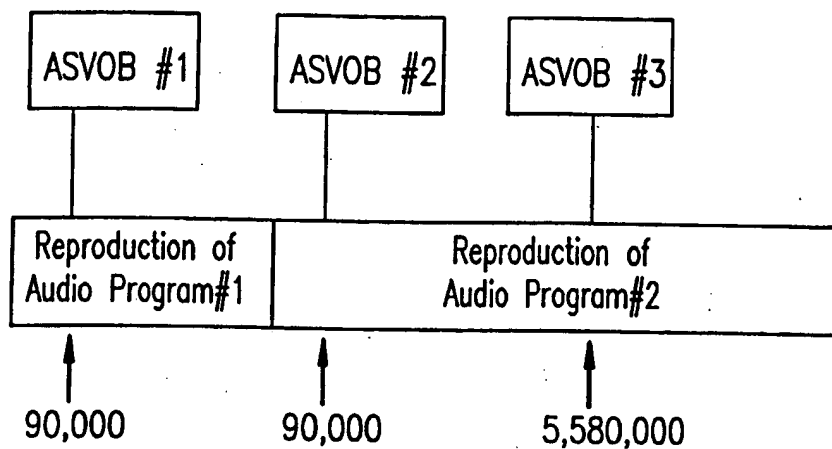 ASVOB #1
ASVOB #2
ASVOB #3
Reproduction of
Audio Program#1
Reproduction of
Audio Program#2
90,000
90,000
5,580,000